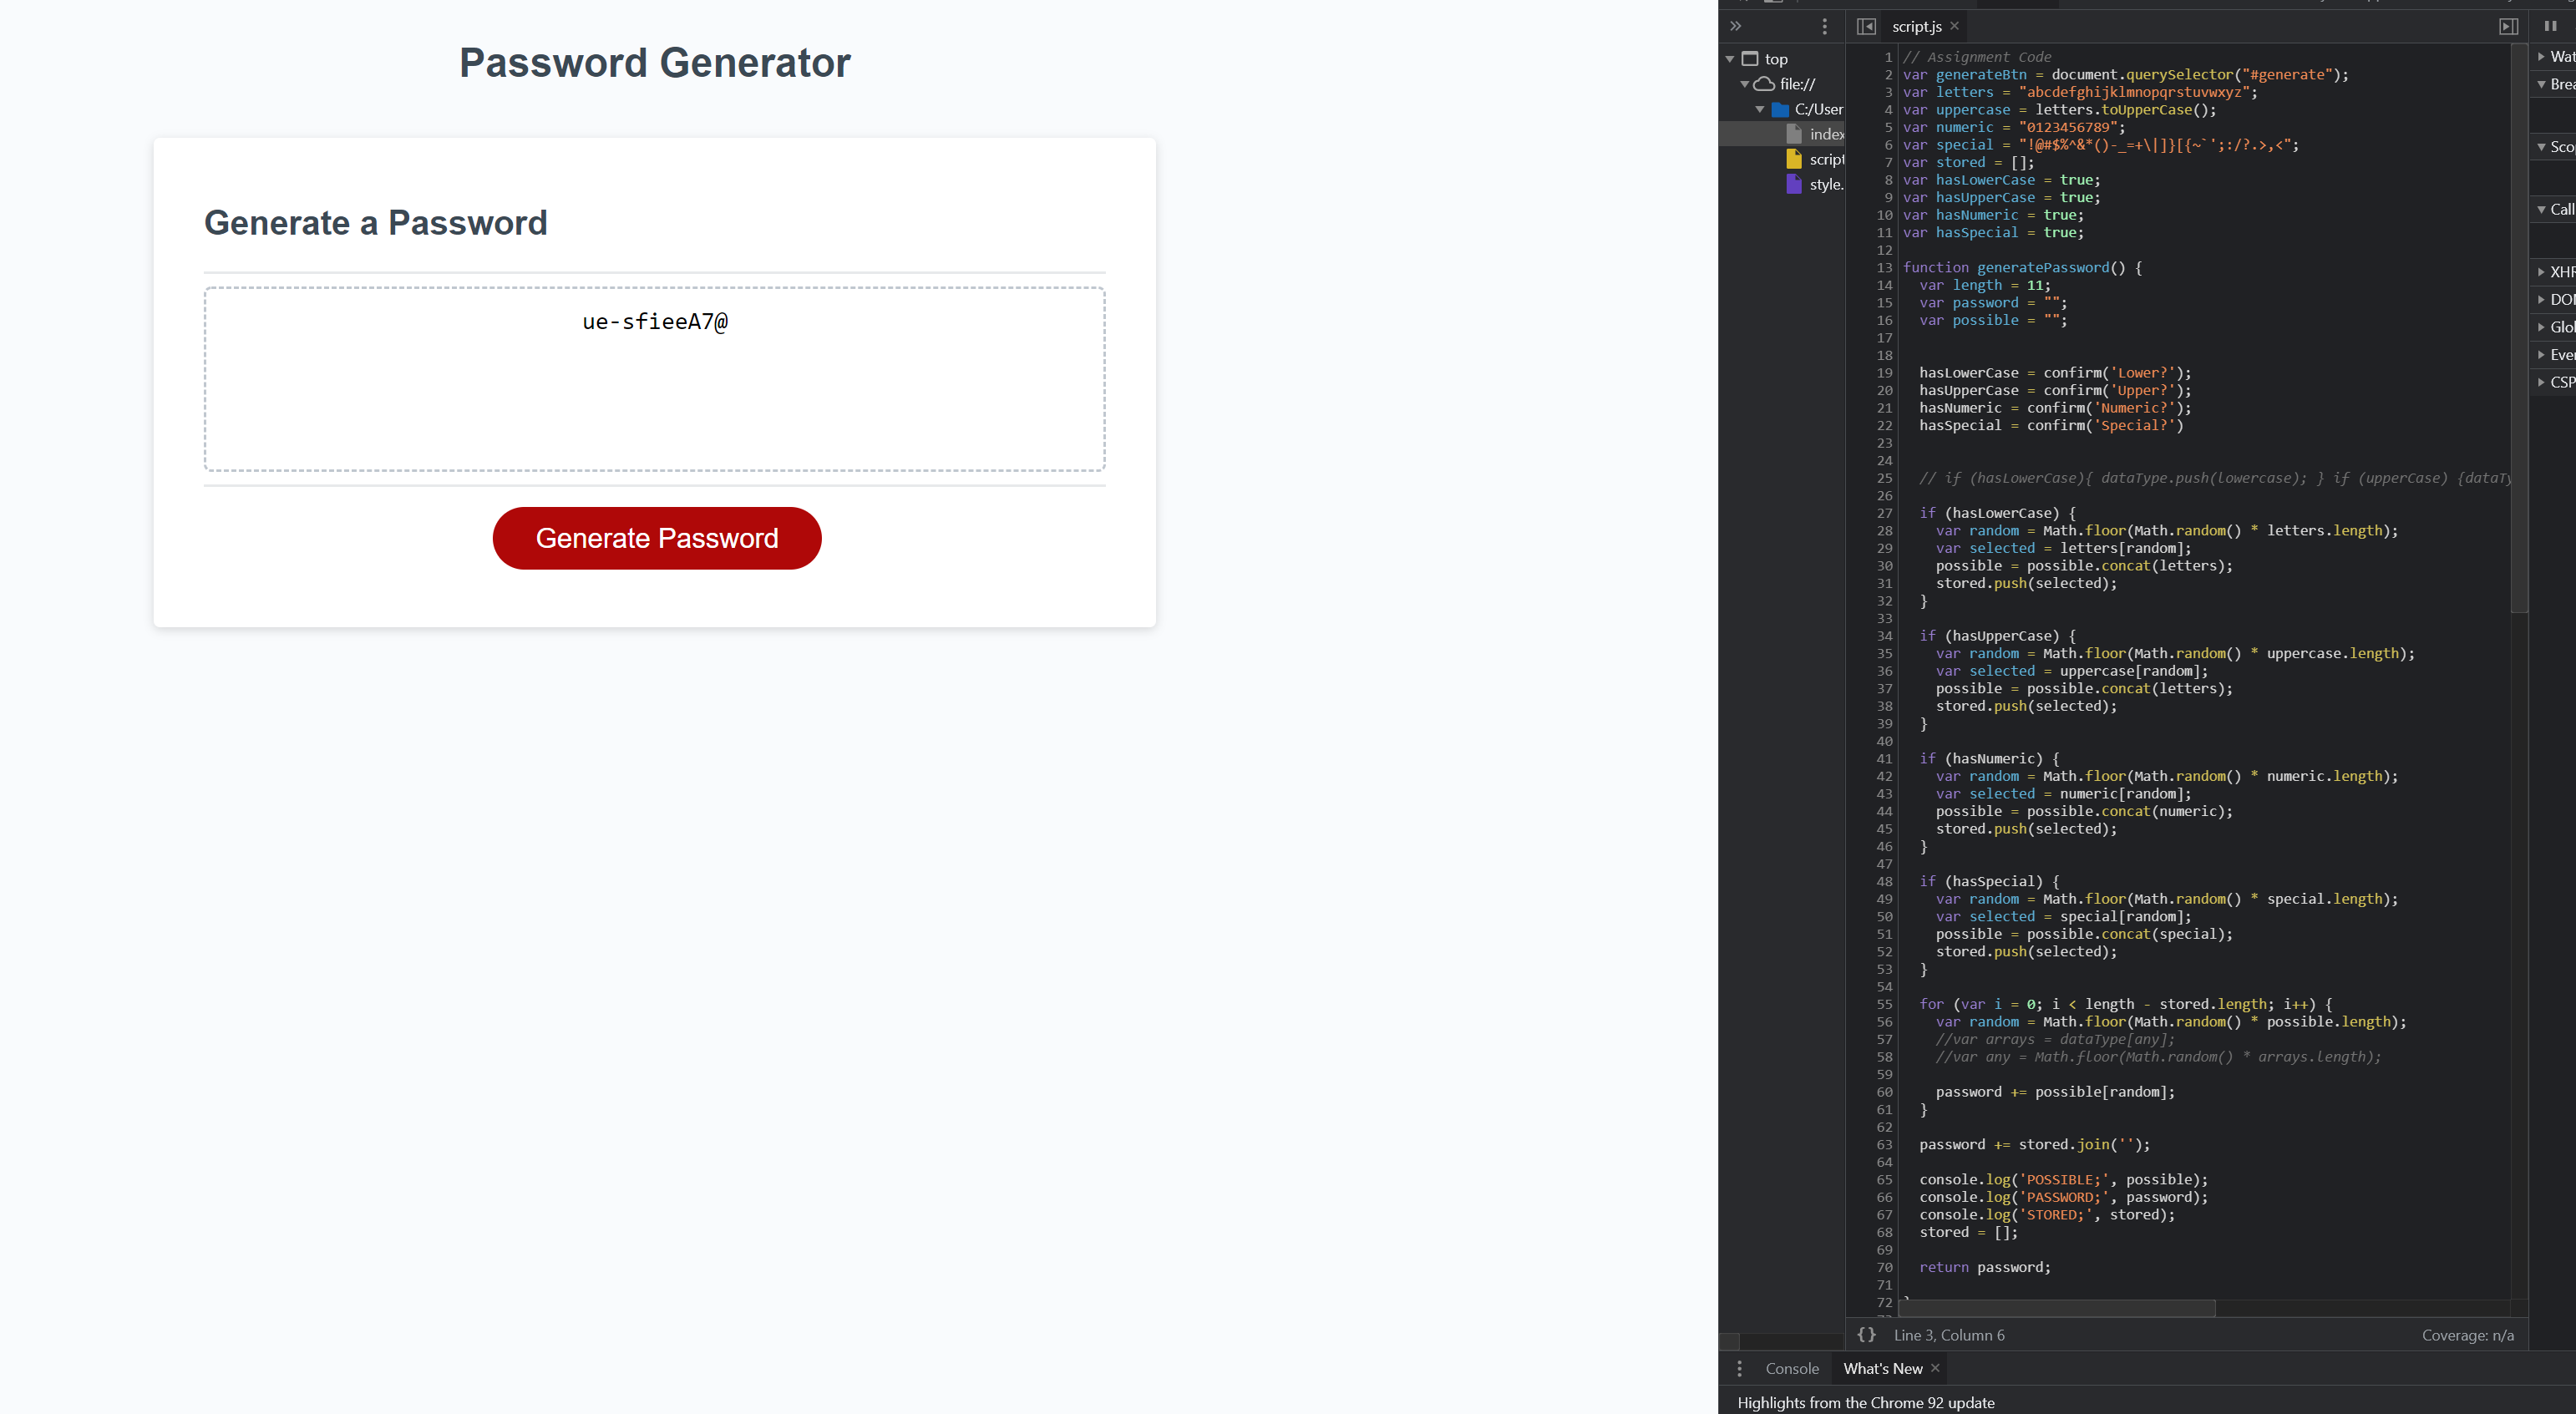 Password Generator
Generate a Password
ue-sfieeA7@
Generate Password
top
file://
C:/User
index
script
style.
script.js
1 // Assignment Code
2 var generateBtn = document.querySelector("#generate");
3 var letters = "abcdefghijklmnopqrstuvwxyz";
4 var uppercase = letters.toUpperCase();
5 var numeric = "0123456789";
6 var special = "!@#$%^&*()-_=+\|]}[{~`';:/?.>,<";
7 var stored = [];
8 var hasLowerCase = true;
9 var hasUpperCase = true;
10 var hasNumeric = true;
11 var hasSpecial = true;
12
13 function generatePassword() {
14 var length = 11;
15 var password = "";
16 var possible = "";
17
18
19 hasLowerCase = confirm('Lower?');
20 hasUpperCase = confirm('Upper?');
21 hasNumeric = confirm('Numeric?');
22 hasSpecial = confirm('Special?')
23
24
25 // if (hasLowerCase){ dataType.push(lowercase); } if (upperCase) {dataTy
26
27 if (hasLowerCase) {
28 var random = Math.floor(Math.random() * letters.length);
29 var selected = letters[random];
30 possible = possible.concat(letters);
31 stored.push(selected);
32 }
33
34 if (hasUpperCase) {
35 var random = Math.floor(Math.random() * uppercase.length);
36 var selected = uppercase[random];
37 possible = possible.concat(letters);
38 stored.push(selected);
39 }
40
41 if (hasNumeric) {
42 var random = Math.floor(Math.random() * numeric.length);
43 var selected = numeric[random];
44 possible = possible.concat(numeric);
45 stored.push(selected);
46 }
47
48 if (hasSpecial) {
49 var random = Math.floor(Math.random() * special.length);
50 var selected = special[random];
51 possible = possible.concat(special);
52 stored.push(selected);
53 }
54
55 for (var i = 0; i < length - stored.length; i++) {
56 var random = Math.floor(Math.random() * possible.length);
57 //var arrays = dataType[any];
58 //var any = Math.floor(Math.random() * arrays.length);
59
60 password += possible[random];
61 }
62
63 password += stored.join('');
64
65 console.log('POSSIBLE;', possible);
66 console.log('PASSWORD;', password);
67 console.log('STORED;', stored);
68 stored = [];
69
70 return password;
71
72
{} Line 3, Column 6
Coverage: n/a
Wat
Brea
Sco
Call
XHR
DOM
Glo
Eve
CSP
Console
What's New
Highlights from the Chrome 92 update